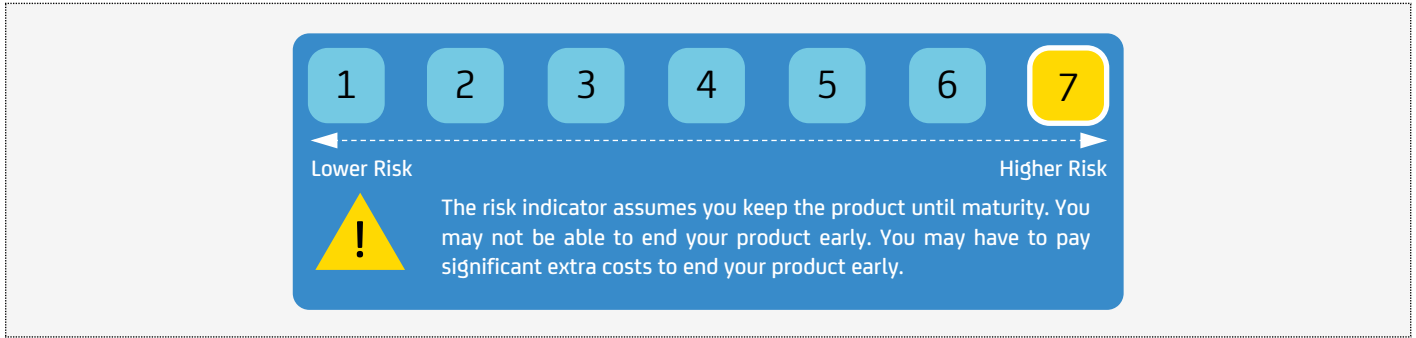 1 2 3 4 5 6 7
Lower Risk Higher Risk
!
The risk indicator assumes you keep the product until maturity. You
may not be able to end your product early. You may have to pay
significant extra costs to end your product early.